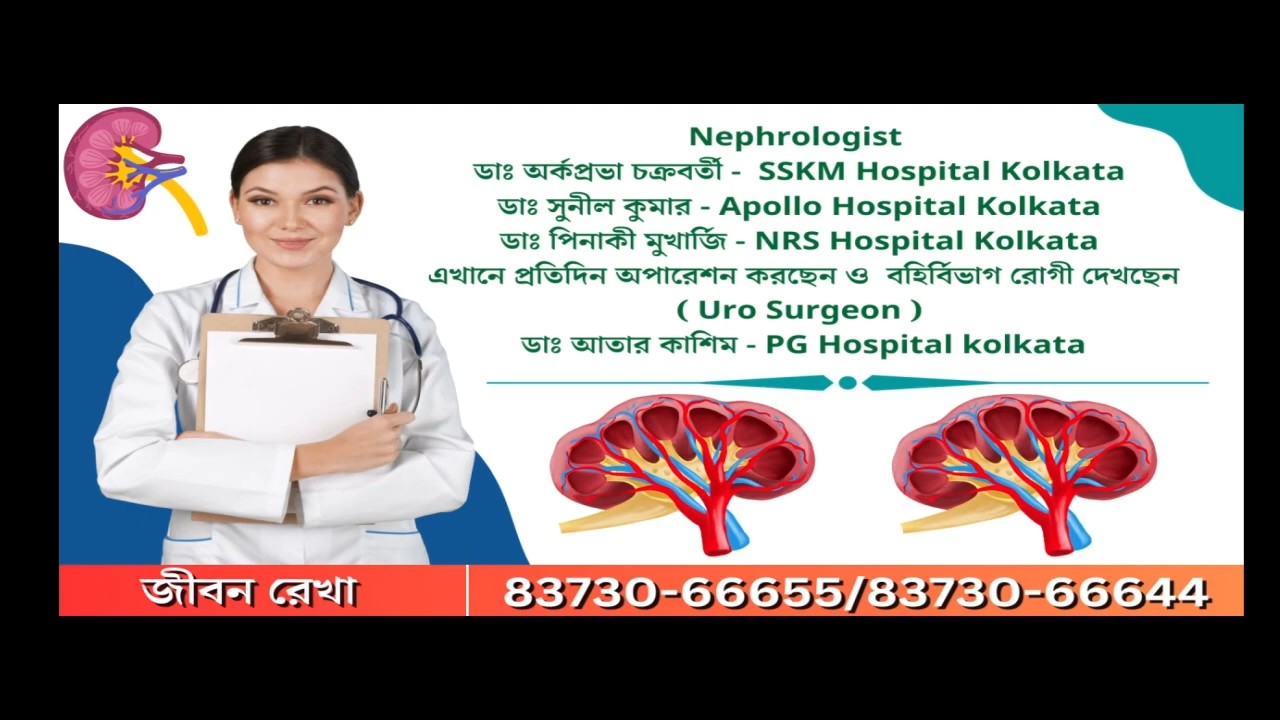 Nephrologist
ডাঃ অর্কপ্রভা চক্রবর্তী - SSKM Hospital Kolkata
ডাঃ সুনীল কুমার - Apollo Hospital Kolkata
ডাঃ পিনাকী মুখার্জি - NRS Hospital Kolkata
এখানে প্রতিদিন অপারেশন করছেন ও বহির্বিভাগ রোগী দেখছেন
( Uro Surgeon )
ডাঃ আতার কাশিম - PG Hospital kolkata
জীবন রেখা
83730-66655/83730-66644